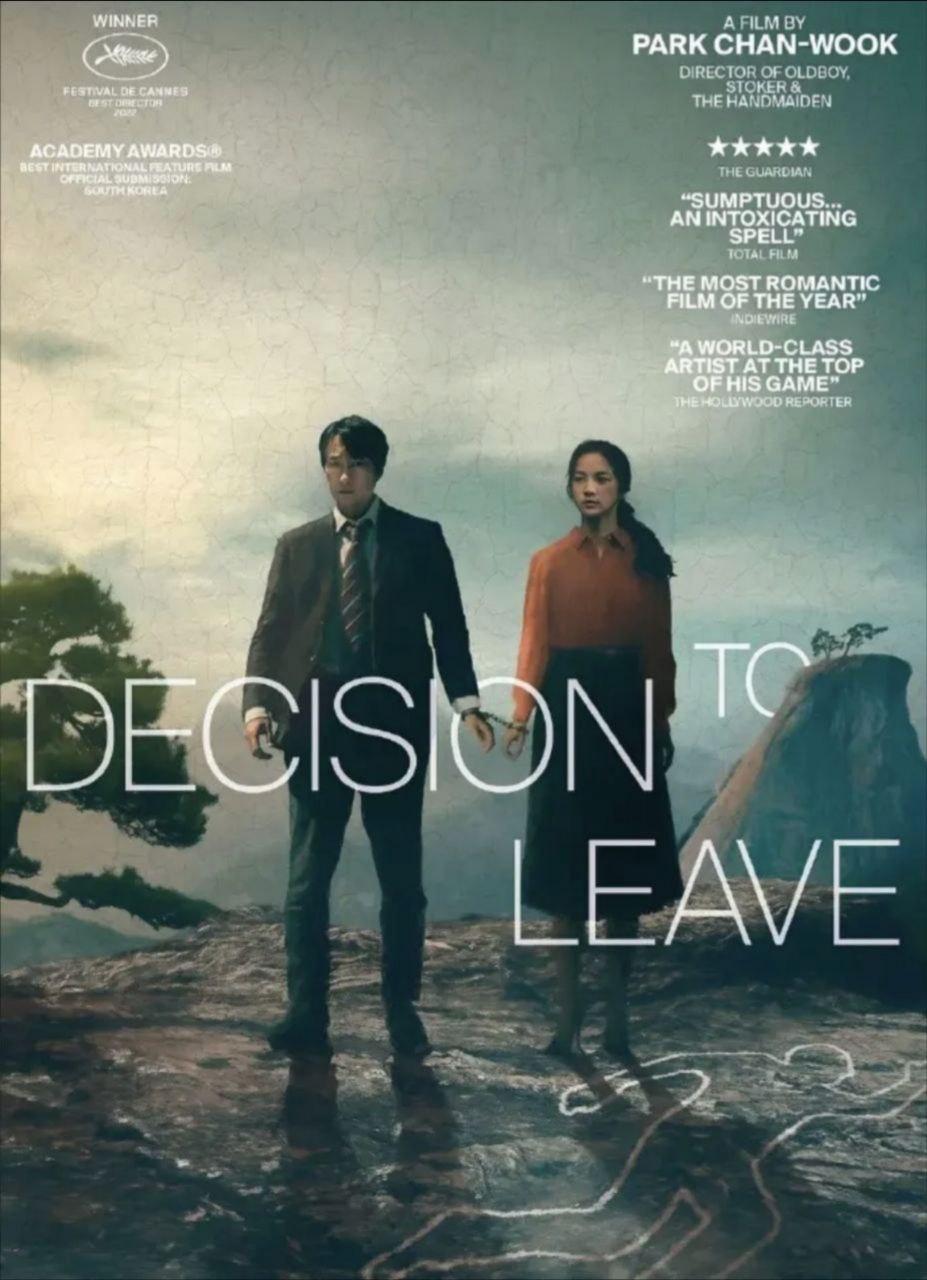 WINNER
FESTIVAL DE CANNES
BEST DIRECTOR
2022
ACADEMY AWARDS®
BEST INTERNATIONAL FEATURE FILM
OFFICIAL SUBMISSION:
SOUTH KOREA
A FILM BY
PARK CHAN-WOOK
DIRECTOR OF OLDBOY,
STOKER &
THE HANDMAIDEN
★★★★★
THE GUARDIAN
“SUMPTUOUS...
AN INTOXICATING
SPELL”
TOTAL FILM
“THE MOST ROMANTIC
FILM OF THE YEAR”
INDIEWIRE
“A WORLD-CLASS
ARTIST AT THE TOP
OF HIS GAME”
THE HOLLYWOOD REPORTER
DECISION TO
LEAVE